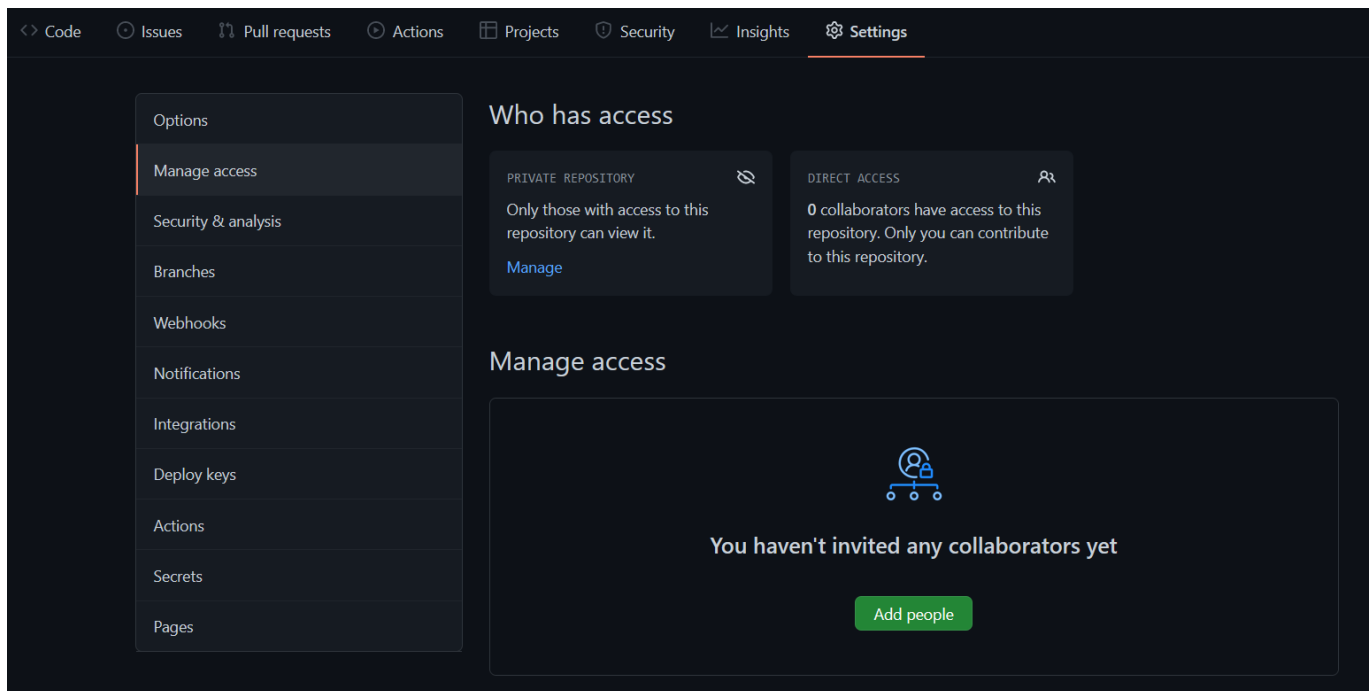 Code Issues Pull requests Actions Projects Security Insights Settings
Options
Manage access
Security & analysis
Branches
Webhooks
Notifications
Integrations
Deploy keys
Actions
Secrets
Pages
Who has access
PRIVATE REPOSITORY
Only those with access to this
repository can view it.
Manage
DIRECT ACCESS
0 collaborators have access to this
repository. Only you can contribute
to this repository.
Manage access
You haven't invited any collaborators yet
Add people